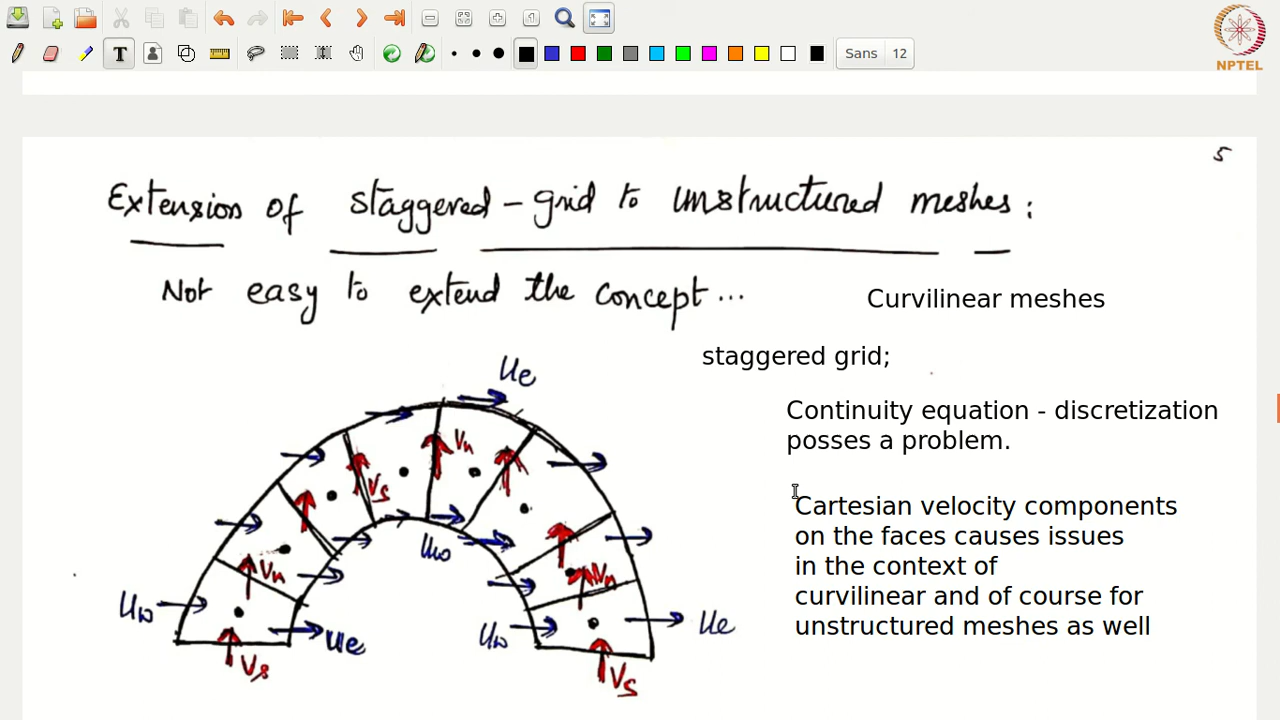 Sans 12
NPTEL
5
Extension of staggered-grid to unstructured meshes:
Not easy to extend the concept...
Curvilinear meshes
staggered grid;
Continuity equation - discretization
posses a problem.
Cartesian velocity components
on the faces causes issues
in the context of
curvilinear and of course for
unstructured meshes as well
ue
Vn
Vs
uw
Vn
Vn
uw
ue
Vs
uw
ue
Vs